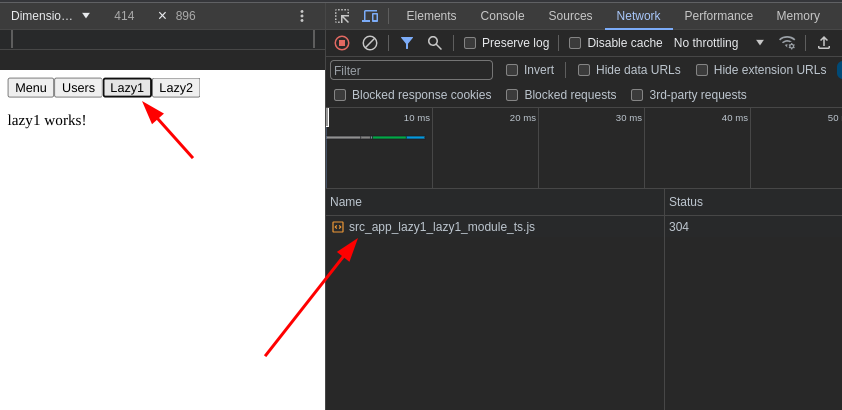 Dimensio... 414 × 896
Elements Console Sources Network Performance Memory
Preserve log Disable cache No throttling
Filter Invert Hide data URLs Hide extension URLs
Blocked response cookies Blocked requests 3rd-party requests
10 ms 20 ms 30 ms 40 ms 50
Name Status
src_app_lazy1_lazy1_module_ts.js 304
Menu Users Lazy1 Lazy2
lazy1 works!